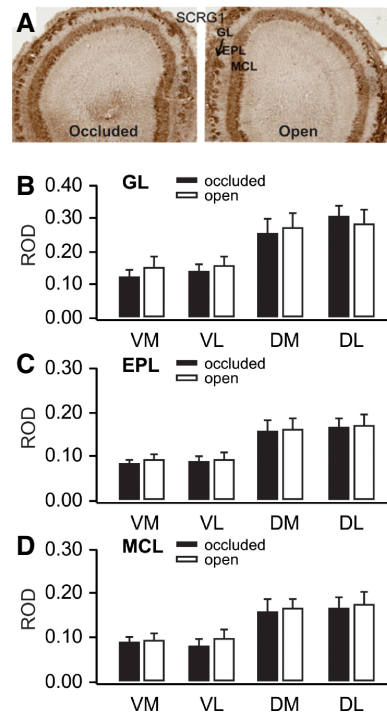 A
SCRG1
GL
EPL
MCL
Occluded
Open
B
GL
occluded
open
0.40
0.30
0.20
0.10
0.00
ROD
VM VL DM DL
C
EPL
occluded
open
0.30
0.20
0.10
0.00
ROD
VM VL DM DL
D
MCL
occluded
open
0.30
0.20
0.10
0.00
ROD
VM VL DM DL